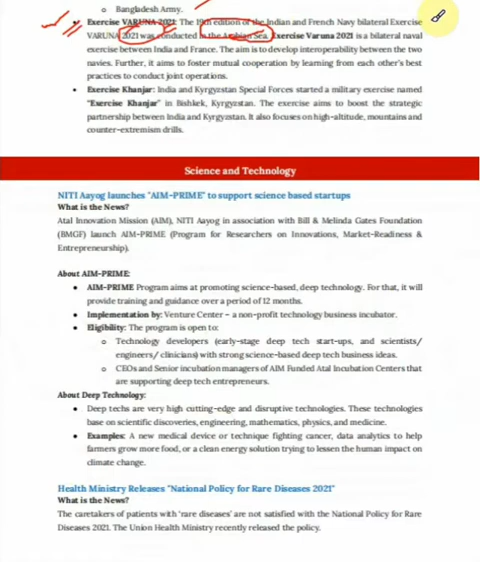 Bangladesh Army.
Exercise VARUNA 2021: The 19th edition of the Indian and French Navy bilateral Exercise
VARUNA 2021 was conducted in the Arabian Sea. Exercise Varuna 2021 is a bilateral naval
exercise between India and France. The aim is to develop interoperability between the two
navies. Further, it aims to foster mutual cooperation by learning from each other's best
practices to conduct joint operations.
Exercise Khanjar: India and Kyrgyzstan Special Forces started a military exercise named
"Exercise Khanjar" in Bishkek, Kyrgyzstan. The exercise aims to boost the strategic
partnership between India and Kyrgyzstan. It also focuses on high-altitude, mountains and
counter-extremism drills.
Science and Technology
NITI Aayog launches "AIM-PRIME" to support science based startups
What is the News?
Atal Innovation Mission (AIM), NITI Aayog in association with Bill & Melinda Gates Foundation
(BMGF) launch AIM-PRIME (Program for Researchers on Innovations, Market-Readiness &
Entrepreneurship).
About AIM-PRIME:
AIM-PRIME Program aims at promoting science-based, deep technology. For that, it will
provide training and guidance over a period of 12 months.
Implementation by: Venture Center – a non-profit technology business incubator.
Eligibility: The program is open to:
Technology developers (early-stage deep tech start-ups, and scientists/
engineers/ clinicians) with strong science-based deep tech business ideas.
CEOs and Senior incubation managers of AIM Funded Atal Incubation Centers that
are supporting deep tech entrepreneurs.
About Deep Technology:
Deep techs are very high cutting-edge and disruptive technologies. These technologies
base on scientific discoveries, engineering, mathematics, physics, and medicine.
Examples: A new medical device or technique fighting cancer, data analytics to help
farmers grow more food, or a clean energy solution trying to lessen the human impact on
climate change.
Health Ministry Releases "National Policy for Rare Diseases 2021"
What is the News?
The caretakers of patients with 'rare diseases' are not satisfied with the National Policy for Rare
Diseases 2021. The Union Health Ministry recently released the policy.